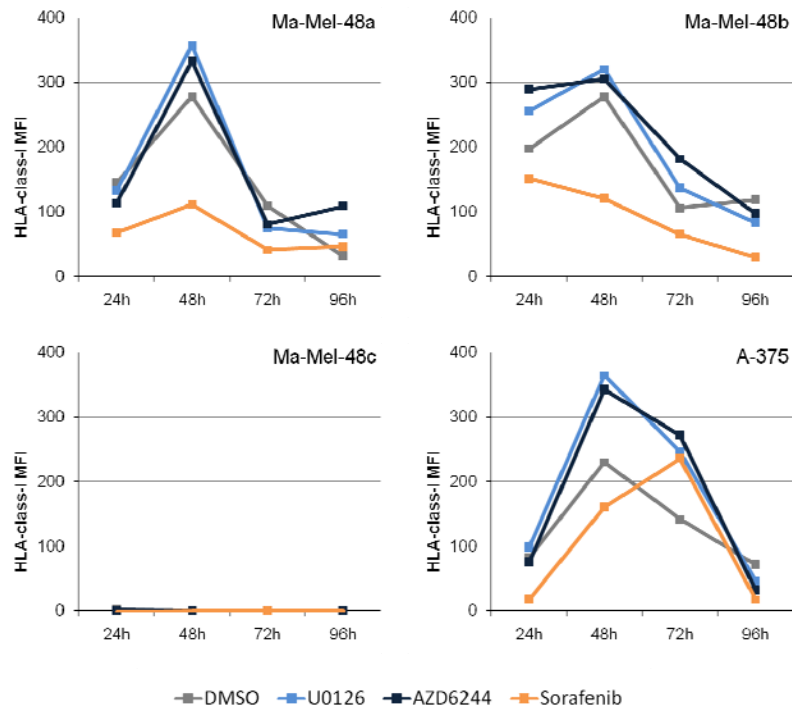 Ma-Mel-48a
HLA-class-I MFI
400
300
200
100
0
24h 48h 72h 96h
Ma-Mel-48b
HLA-class-I MFI
400
300
200
100
0
24h 48h 72h 96h
Ma-Mel-48c
HLA-class-I MFI
400
300
200
100
0
24h 48h 72h 96h
A-375
HLA-class-I MFI
400
300
200
100
0
24h 48h 72h 96h
DMSO U0126 AZD6244 Sorafenib